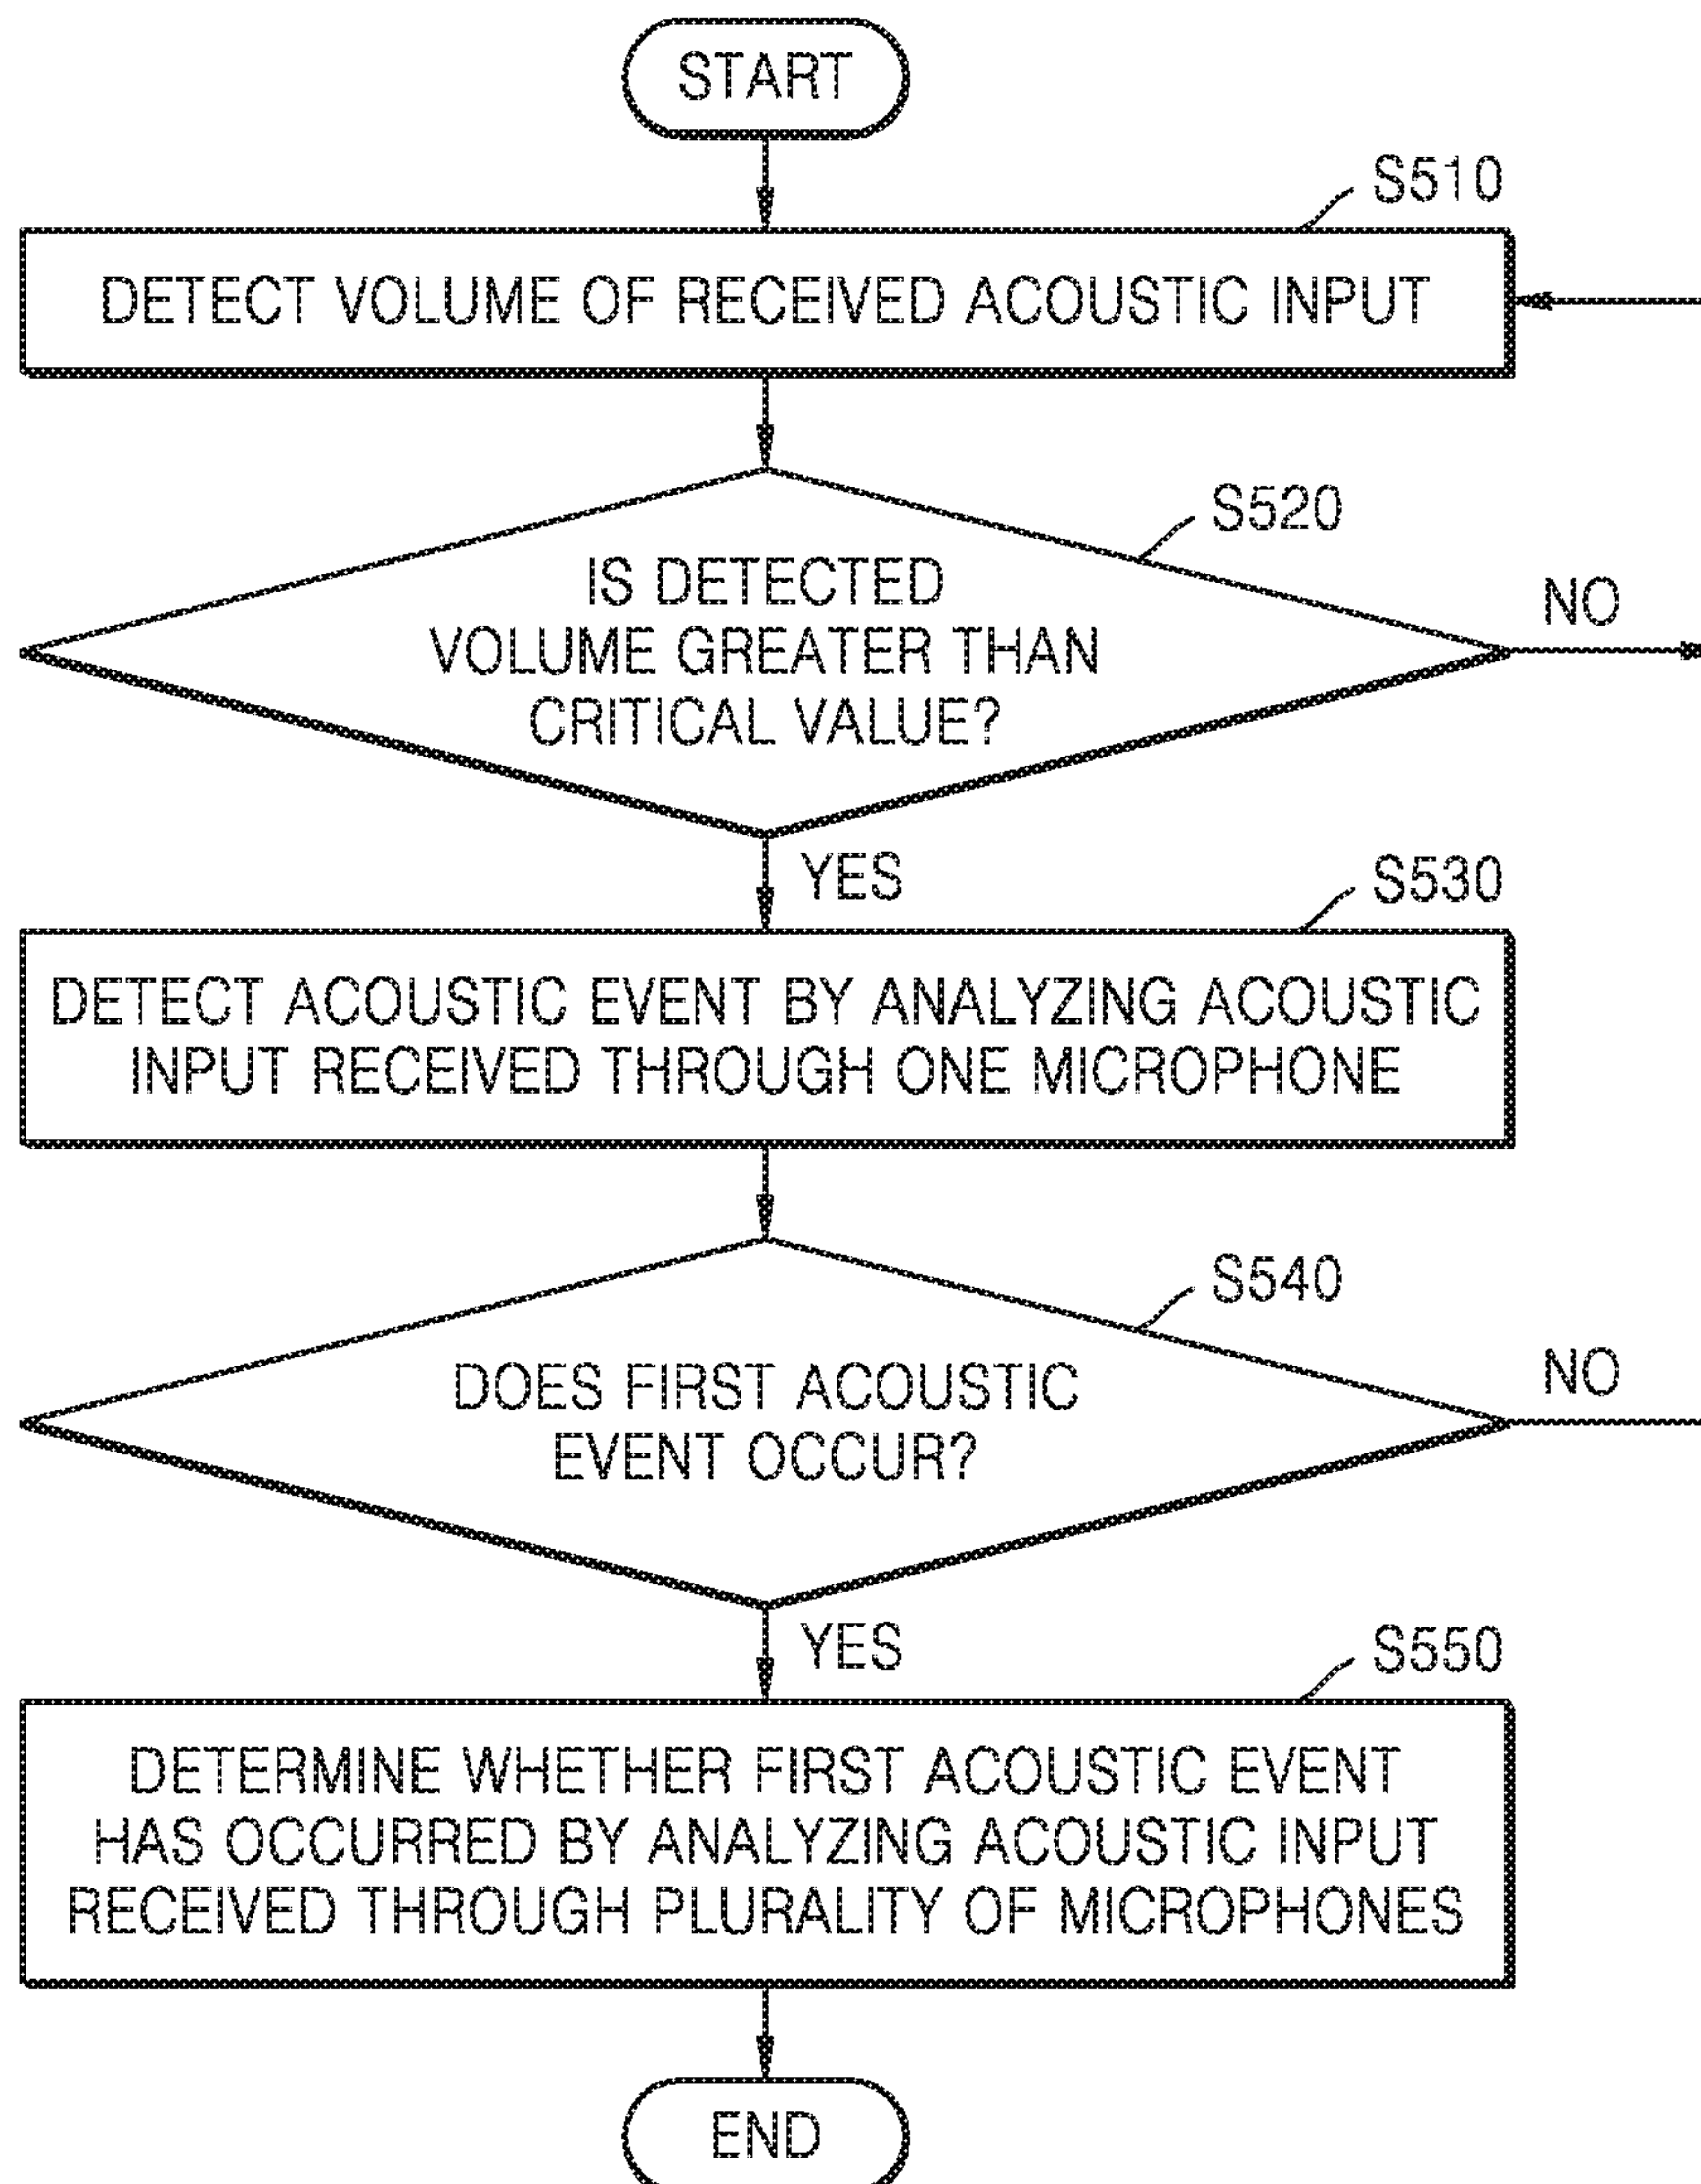 START
S510
DETECT VOLUME OF RECEIVED ACOUSTIC INPUT
S520
IS DETECTED
VOLUME GREATER THAN
CRITICAL VALUE?
NO
YES
S530
DETECT ACOUSTIC EVENT BY ANALYZING ACOUSTIC
INPUT RECEIVED THROUGH ONE MICROPHONE
S540
DOES FIRST ACOUSTIC
EVENT OCCUR?
NO
YES
S550
DETERMINE WHETHER FIRST ACOUSTIC EVENT
HAS OCCURRED BY ANALYZING ACOUSTIC INPUT
RECEIVED THROUGH PLURALITY OF MICROPHONES
END